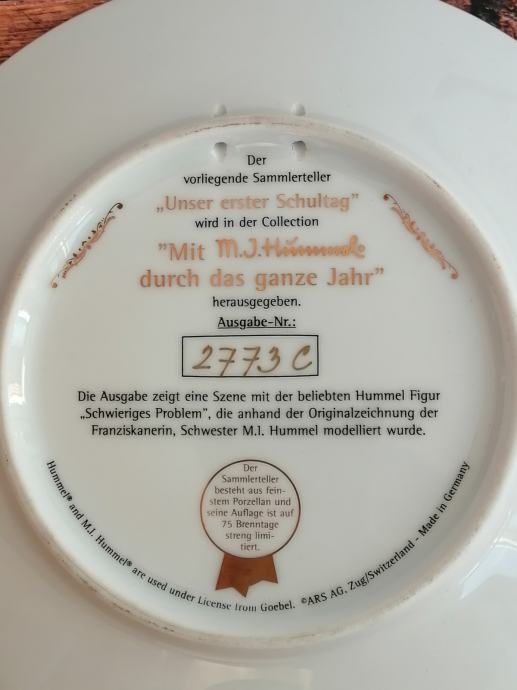 Der
vorliegende Sammlerteller
„Unser erster Schultag”
wird in der Collection
”Mit M.J.Hümmel
durch das ganze Jahr”
herausgegeben.
Ausgabe-Nr.:
2773 C
Die Ausgabe zeigt eine Szene mit der beliebten Hummel Figur
„Schwieriges Problem”, die anhand der Originalzeichnung der
Franziskanerin, Schwester M.I. Hummel modelliert wurde.
Der
Sammlerteller
besteht aus fein-
stem Porzellan und
seine Auflage ist auf
75 Brenntage
streng limi-
tiert.
Hummel® and M.I. Hummel® are used under License from Goebel. ©ARS AG, Zug/Switzerland - Made in Germany